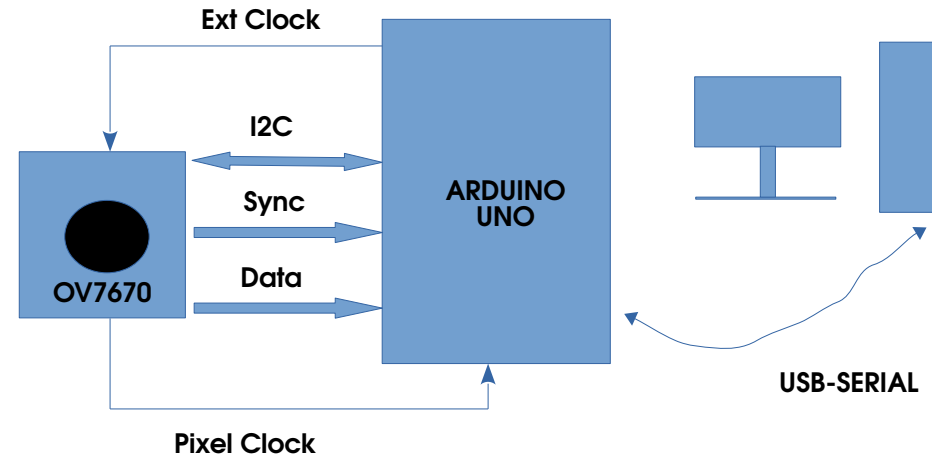 Ext Clock
I2C
Sync
Data
OV7670
ARDUINO
UNO
USB-SERIAL
Pixel Clock